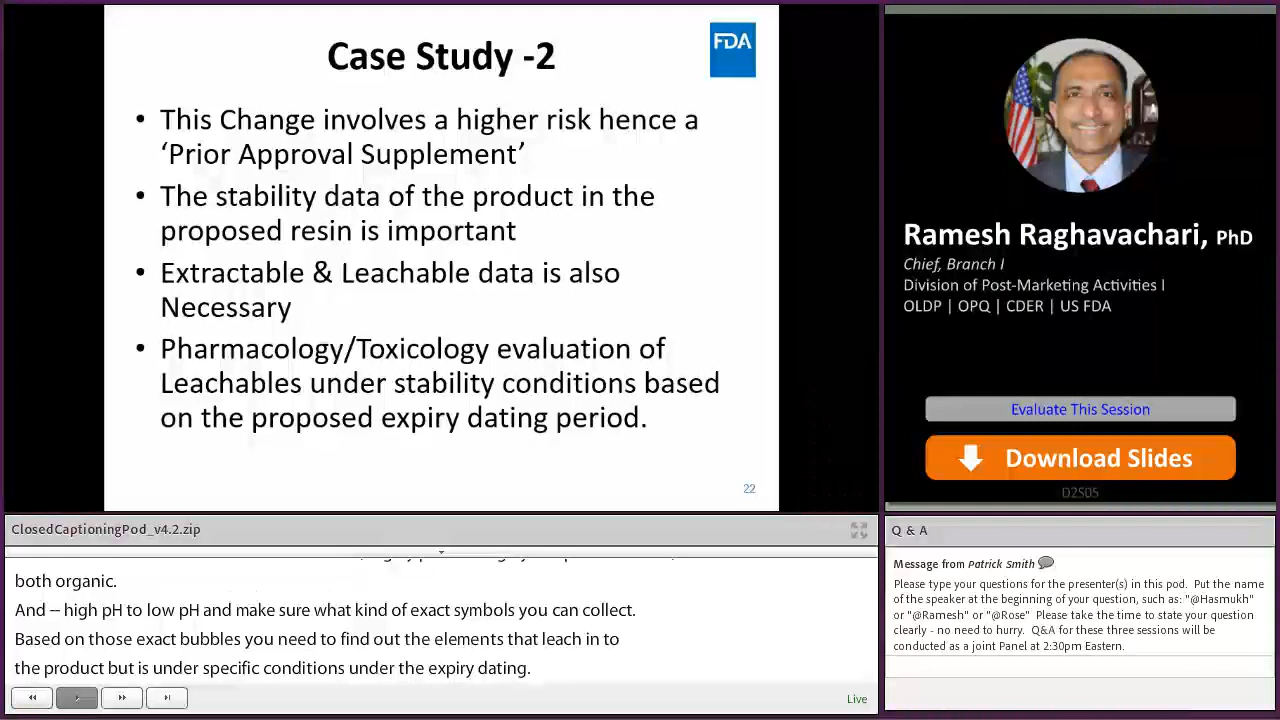 Case Study -2
FDA
• This Change involves a higher risk hence a
‘Prior Approval Supplement’
• The stability data of the product in the
proposed resin is important
• Extractable & Leachable data is also
Necessary
• Pharmacology/Toxicology evaluation of
Leachables under stability conditions based
on the proposed expiry dating period.
22
Ramesh Raghavachari, PhD
Chief, Branch I
Division of Post-Marketing Activities I
OLDP | OPQ | CDER | US FDA
Evaluate This Session
Download Slides
D2S05
ClosedCaptioningPod_v4.2.zip
both organic.
And -- high pH to low pH and make sure what kind of exact symbols you can collect.
Based on those exact bubbles you need to find out the elements that leach in to
the product but is under specific conditions under the expiry dating.
Live
Q & A
Message from Patrick Smith
Please type your questions for the presenter(s) in this pod. Put the name
of the speaker at the beginning of your question, such as: "@Hasmukh"
or "@Ramesh" or "@Rose" Please take the time to state your question
clearly - no need to hurry. Q&A for these three sessions will be
conducted as a joint Panel at 2:30pm Eastern.